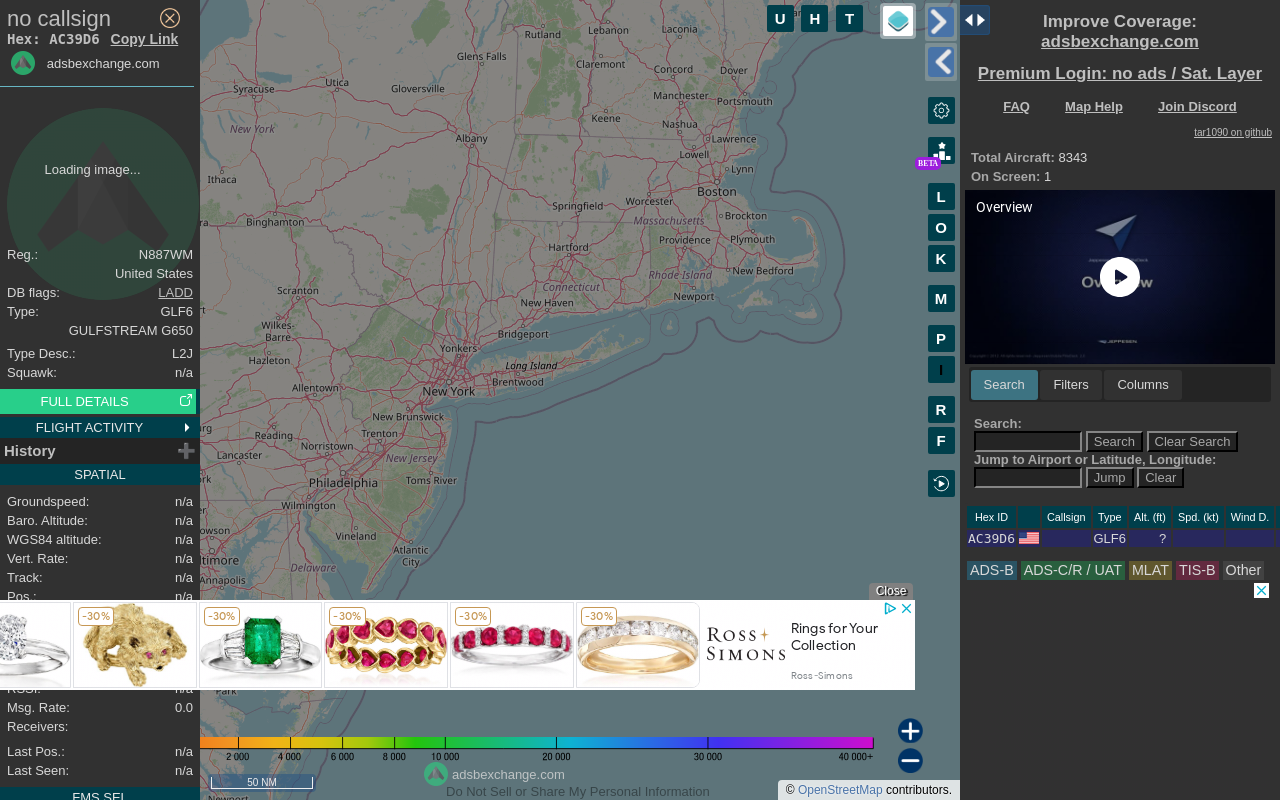 no callsign
Hex: AC39D6 Copy Link
adsbexchange.com
Loading image...
Reg.: N887WM
United States
DB flags: LADD
Type: GLF6
GULFSTREAM G650
Type Desc.: L2J
Squawk: n/a
FULL DETAILS
FLIGHT ACTIVITY
History
SPATIAL
Groundspeed: n/a
Baro. Altitude: n/a
WGS84 altitude: n/a
Vert. Rate: n/a
Track: n/a
Pos.: n/a
RSSI: n/a
Msg. Rate: 0.0
Receivers:
Last Pos.: n/a
Last Seen: n/a
FMS SEL
U H T
Rutland
Lebanon
Laconia
Glens Falls
Claremont
Concord
Dover
Utica
Gloversville
Syracuse
Manchester
Portsmouth
Keene
Nashua
New York
Albany
Lawrence
Lowell
Lynn
Ithaca
Boston
Worcester
Springfield
Massachusetts
Brockton
Binghamton
Providence
Plymouth
Hartford
Rhode Island
New Bedford
Connecticut
Newport
Scranton
New Haven
Wilkes-
Barre
Bridgeport
Yonkers
Hazleton
Long Island
Brentwood
Allentown
New York
New Brunswick
Reading
Trenton
Norristown
Lancaster
New Jersey
Toms River
Philadelphia
Wilmington
Vineland
Atlantic
City
Annapolis
Delaware
BETA
L
O
K
M
P
I
R
F
Close
-30%
-30%
-30%
-30%
-30%
ROSS
SIMONS
Rings for Your
Collection
Ross-Simons
Park
2 000 4 000 6 000 8 000 10 000 20 000 30 000 40 000+
50 NM
adsbexchange.com
Do Not Sell or Share My Personal Information
© OpenStreetMap contributors.
Newport
Improve Coverage:
adsbexchange.com
Premium Login: no ads / Sat. Layer
FAQ Map Help Join Discord
tar1090 on github
Total Aircraft: 8343
On Screen: 1
Overview
Search Filters Columns
Search:
Search Clear Search
Jump to Airport or Latitude, Longitude:
Jump Clear
Hex ID Callsign Type Alt. (ft) Spd. (kt) Wind D.
AC39D6 GLF6 ?
ADS-B ADS-C/R / UAT MLAT TIS-B Other